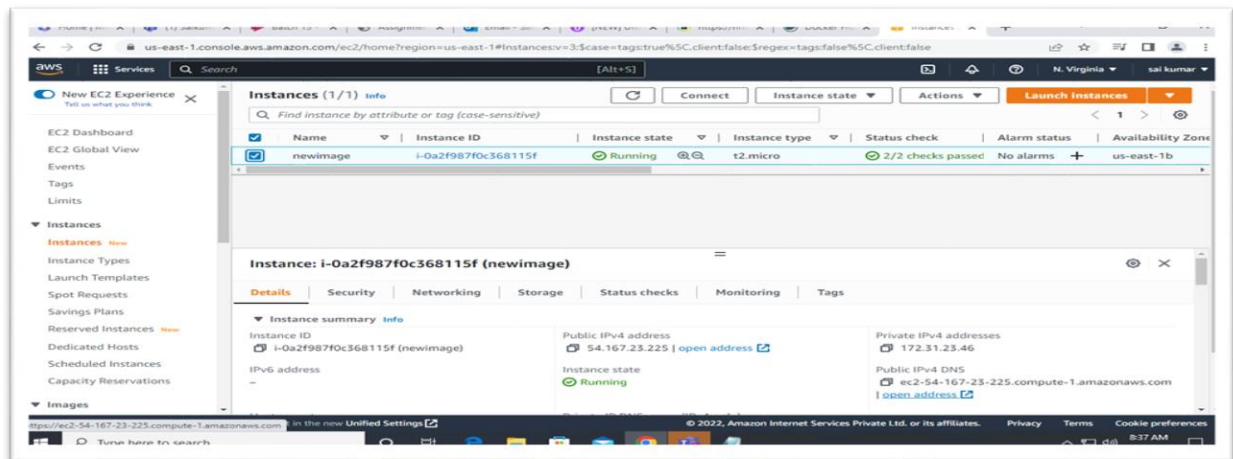 us-east-1.console.aws.amazon.com/ec2/home?region=us-east-1#Instances:v=3;$case=tags:true%5C,client:false;$regex=tags:false%5C,client:false
aws Services Search [Alt+S] N. Virginia sai kumar
New EC2 Experience
Tell us what you think
EC2 Dashboard
EC2 Global View
Events
Tags
Limits
Instances
Instances New
Instance Types
Launch Templates
Spot Requests
Savings Plans
Reserved Instances New
Dedicated Hosts
Scheduled Instances
Capacity Reservations
Images
Instances (1/1) Info Connect Instance state Actions Launch Instances
Find instance by attribute or tag (case-sensitive) 1
Name Instance ID Instance state Instance type Status check Alarm status Availability Zone
newimage i-0a2f987f0c368115f Running t2.micro 2/2 checks passed No alarms + us-east-1b
Instance: i-0a2f987f0c368115f (newimage)
Details Security Networking Storage Status checks Monitoring Tags
Instance summary Info
Instance ID Public IPv4 address Private IPv4 addresses
i-0a2f987f0c368115f (newimage) 54.167.23.225 | open address 172.31.23.46
IPv6 address Instance state Public IPv4 DNS
– Running ec2-54-167-23-225.compute-1.amazonaws.com
| open address
ttps://ec2-54-167-23-225.compute-1.amazonaws.com t in the new Unified Settings © 2022, Amazon Internet Services Private Ltd. or its affiliates. Privacy Terms Cookie preferences
Type here to search 8:37 AM